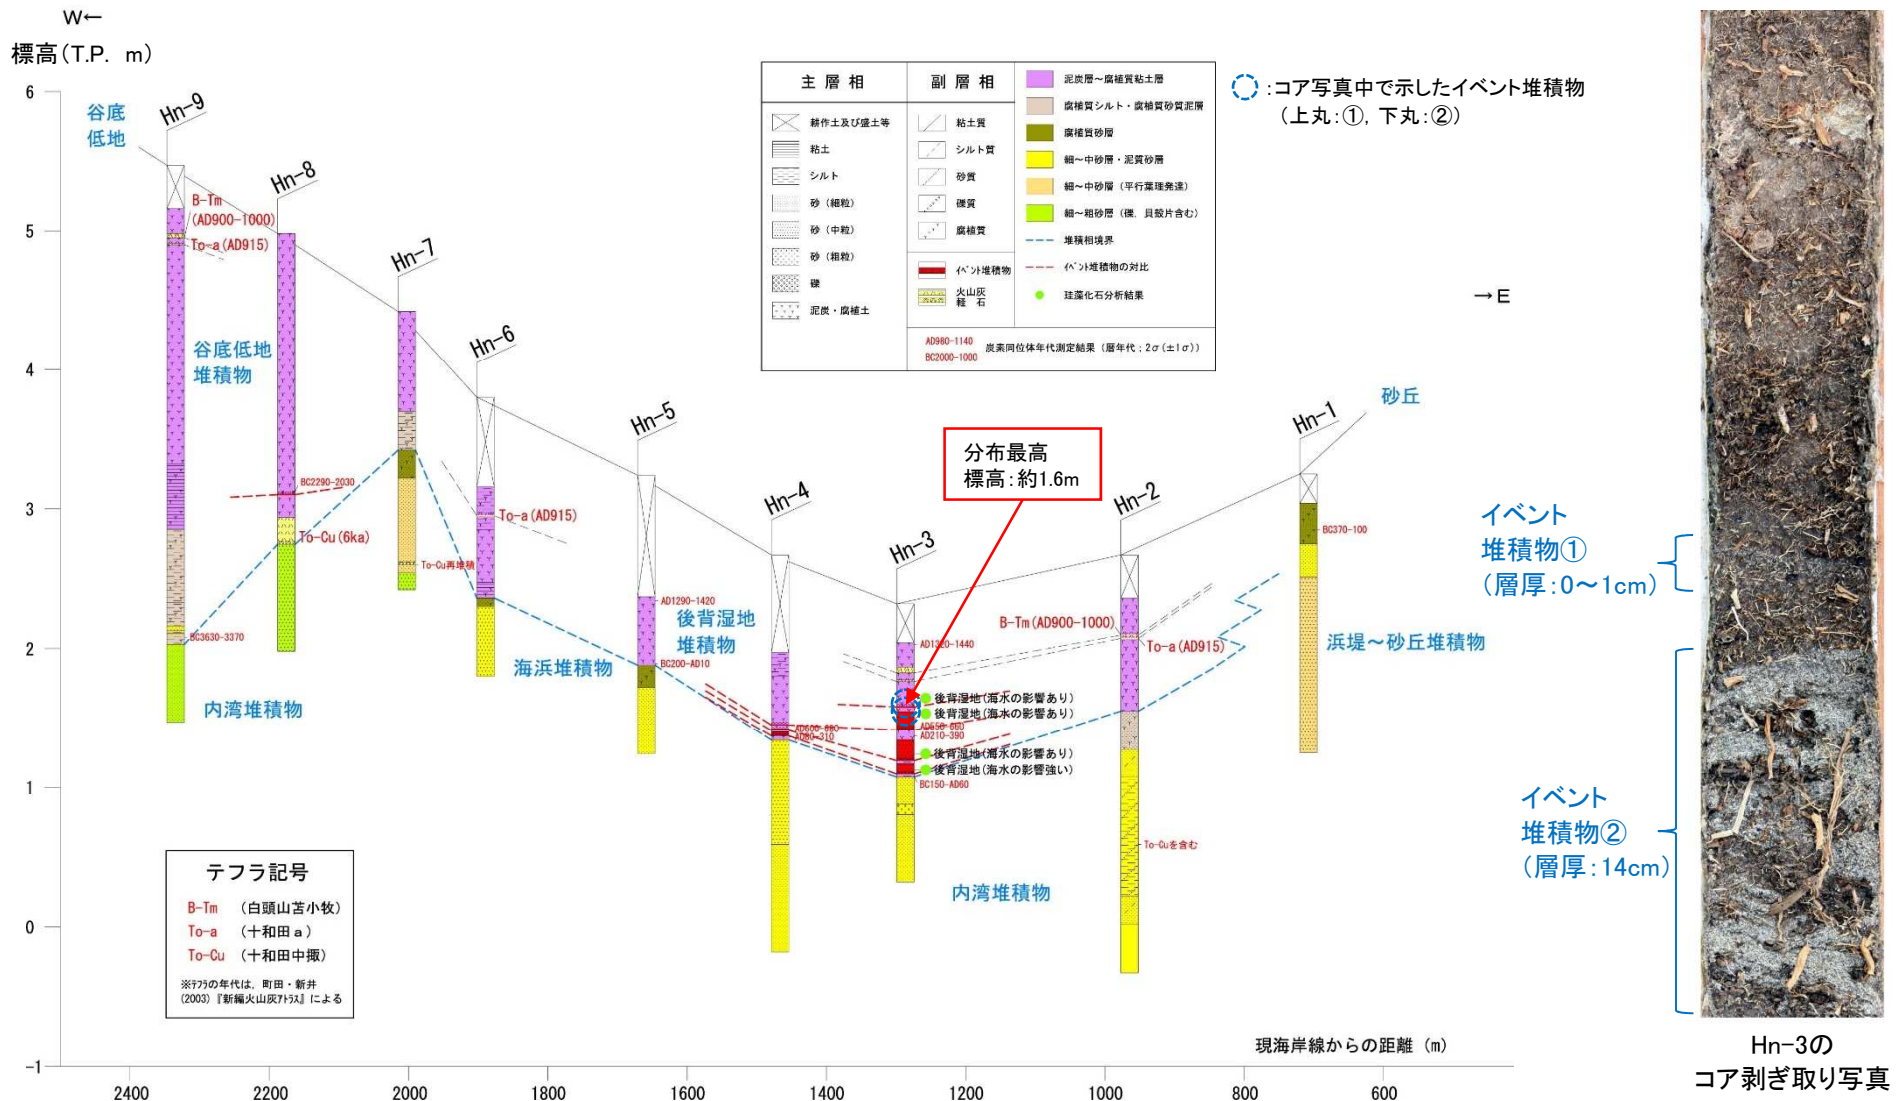 W←
標高(T.P. m)
6
5
4
3
2
1
0
-1
2400
2200
2000
1800
1600
1400
1200
1000
800
600
現海岸線からの距離 (m)
→E
谷底
低地
Hn-9
Hn-8
Hn-7
Hn-6
Hn-5
Hn-4
Hn-3
Hn-2
Hn-1
砂丘
B-Tm
(AD900-1000)
To-a(AD915)
谷底低地
堆積物
BC2290-2030
To-Cu(6ka)
BC3630-3370
内湾堆積物
To-Cu再堆積
To-a(AD915)
海浜堆積物
AD1290-1420
後背湿地
堆積物
BC200-AD10
AD600-680
AD80-310
分布最高
標高:約1.6m
AD1320-1440
後背湿地(海水の影響あり)
後背湿地(海水の影響あり)
AD550-660
AD210-390
後背湿地(海水の影響あり)
後背湿地(海水の影響強い)
BC150-AD60
B-Tm(AD900-1000)
To-a(AD915)
To-Cuを含む
内湾堆積物
BC370-100
浜堤~砂丘堆積物
主層相
耕作土及び盛土等
粘土
シルト
砂(細粒)
砂(中粒)
砂(粗粒)
礫
泥炭・腐植土
副層相
粘土質
シルト質
砂質
礫質
腐植質
イベント堆積物
火山灰
軽石
泥炭層~腐植質粘土層
腐植質シルト・腐植質砂質泥層
腐植質砂層
細~中砂層・泥質砂層
細~中砂層(平行葉理発達)
細~粗砂層(礫、貝殻片含む)
堆積相境界
イベント堆積物の対比
珪藻化石分析結果
AD980-1140
BC2000-1000
炭素同位体年代測定結果(暦年代;2σ(±1σ))
:コア写真中で示したイベント堆積物
(上丸:①, 下丸:②)
テフラ記号
B-Tm (白頭山苫小牧)
To-a (十和田a)
To-Cu (十和田中掫)
※テフラの年代は、町田・新井
(2003)『新編火山灰アトラス』による
イベント
堆積物①
(層厚:0~1cm)
イベント
堆積物②
(層厚:14cm)
Hn-3の
コア剥ぎ取り写真